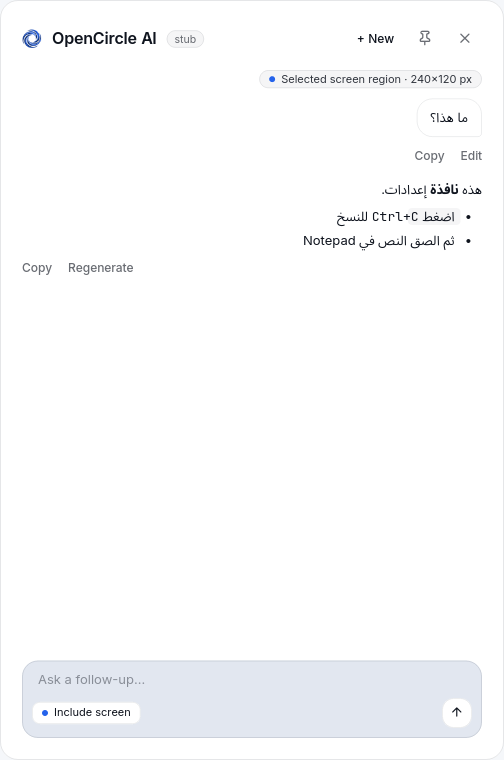 OpenCircle AI stub + New
Selected screen region · 240×120 px
ما هذا؟
Copy Edit
هذه نافذة إعدادات.
• اضغط Ctrl+C للنسخ
• ثم الصق النص في Notepad
Copy Regenerate
Ask a follow-up...
Include screen